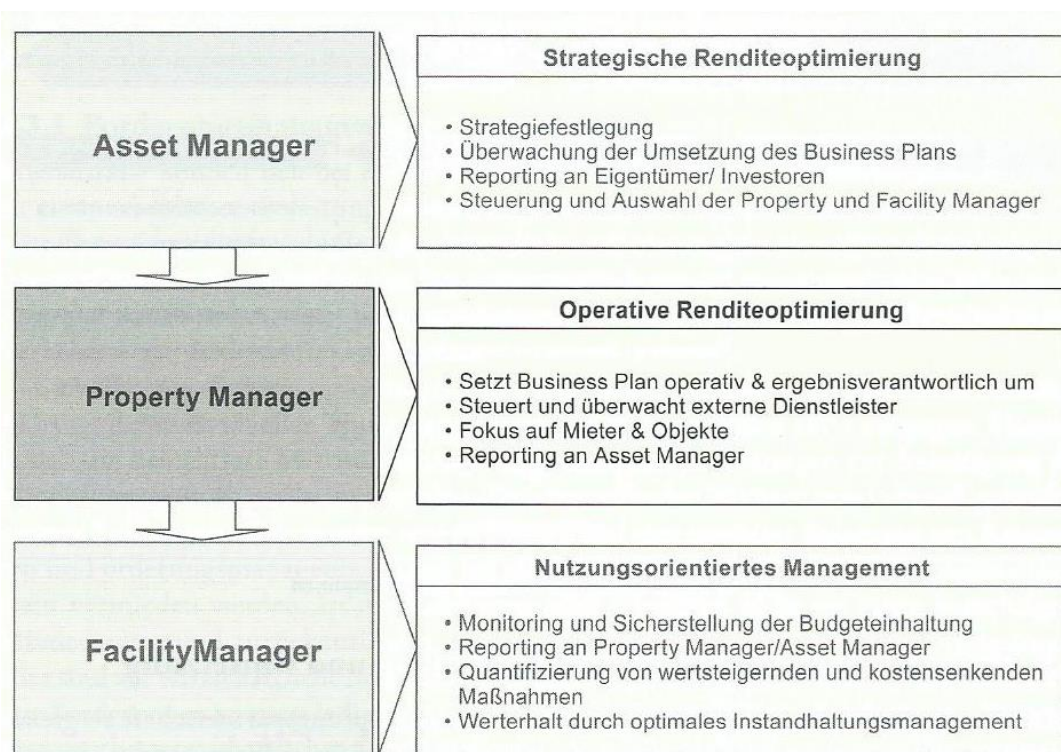 Asset Manager
Strategische Renditeoptimierung
• Strategiefestlegung
• Überwachung der Umsetzung des Business Plans
• Reporting an Eigentümer/ Investoren
• Steuerung und Auswahl der Property und Facility Manager
Property Manager
Operative Renditeoptimierung
• Setzt Business Plan operativ & ergebnisverantwortlich um
• Steuert und überwacht externe Dienstleister
• Fokus auf Mieter & Objekte
• Reporting an Asset Manager
FacilityManager
Nutzungsorientiertes Management
• Monitoring und Sicherstellung der Budgeteinhaltung
• Reporting an Property Manager/Asset Manager
• Quantifizierung von wertsteigernden und kostensenkenden
Maßnahmen
• Werterhalt durch optimales Instandhaltungsmanagement